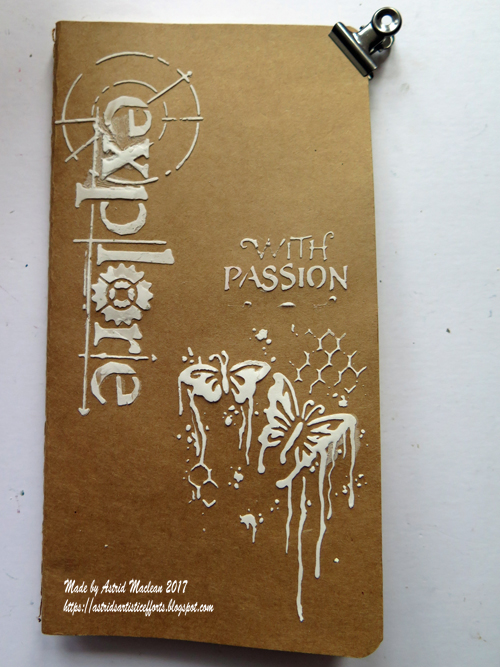 explore
WITH
PASSION
Made by Astrid Maclean 2017
https://astridsartisticefforts.blogspot.com